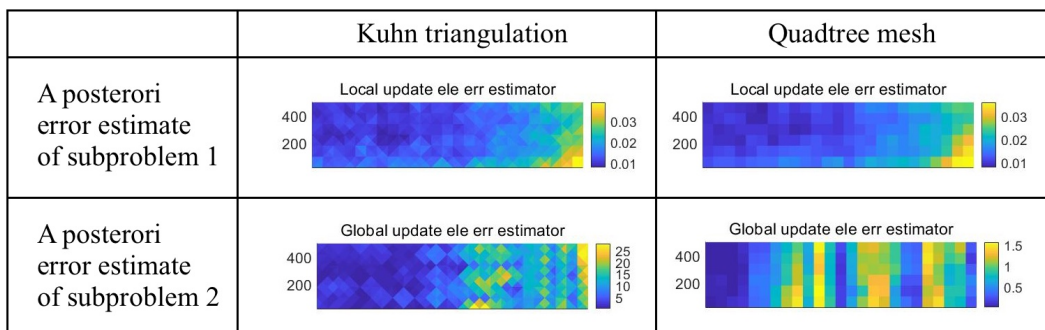 Kuhn triangulation
Quadtree mesh
A posterori
error estimate
of subproblem 1
Local update ele err estimator
400
200
0.03
0.02
0.01
Local update ele err estimator
400
200
0.03
0.02
0.01
A posterori
error estimate
of subproblem 2
Global update ele err estimator
400
200
25
20
15
10
5
Global update ele err estimator
400
200
1.5
1
0.5